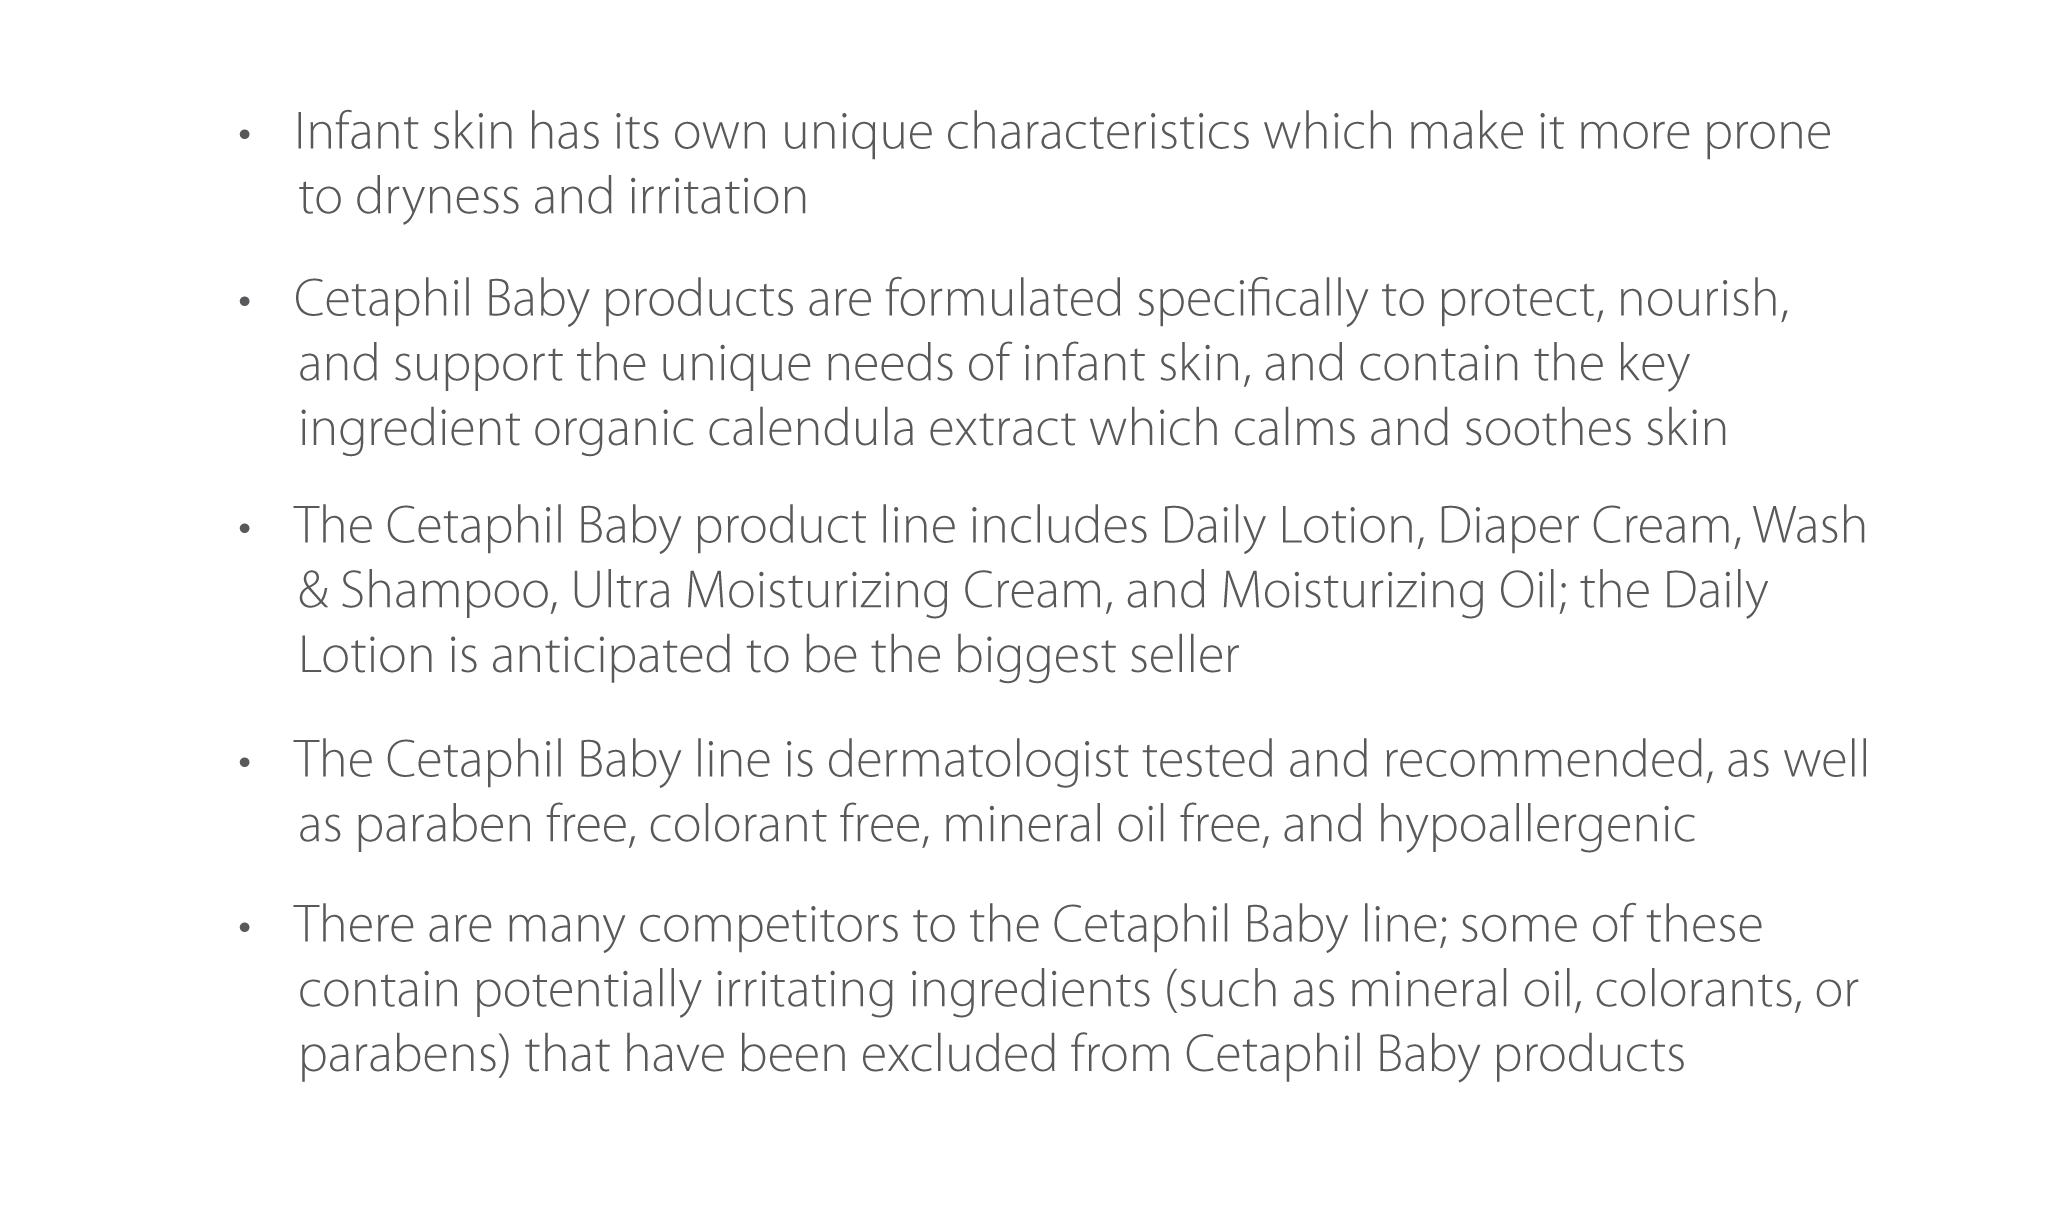 • Infant skin has its own unique characteristics which make it more prone
to dryness and irritation
• Cetaphil Baby products are formulated specifically to protect, nourish,
and support the unique needs of infant skin, and contain the key
ingredient organic calendula extract which calms and soothes skin
• The Cetaphil Baby product line includes Daily Lotion, Diaper Cream, Wash
& Shampoo, Ultra Moisturizing Cream, and Moisturizing Oil; the Daily
Lotion is anticipated to be the biggest seller
• The Cetaphil Baby line is dermatologist tested and recommended, as well
as paraben free, colorant free, mineral oil free, and hypoallergenic
• There are many competitors to the Cetaphil Baby line; some of these
contain potentially irritating ingredients (such as mineral oil, colorants, or
parabens) that have been excluded from Cetaphil Baby products